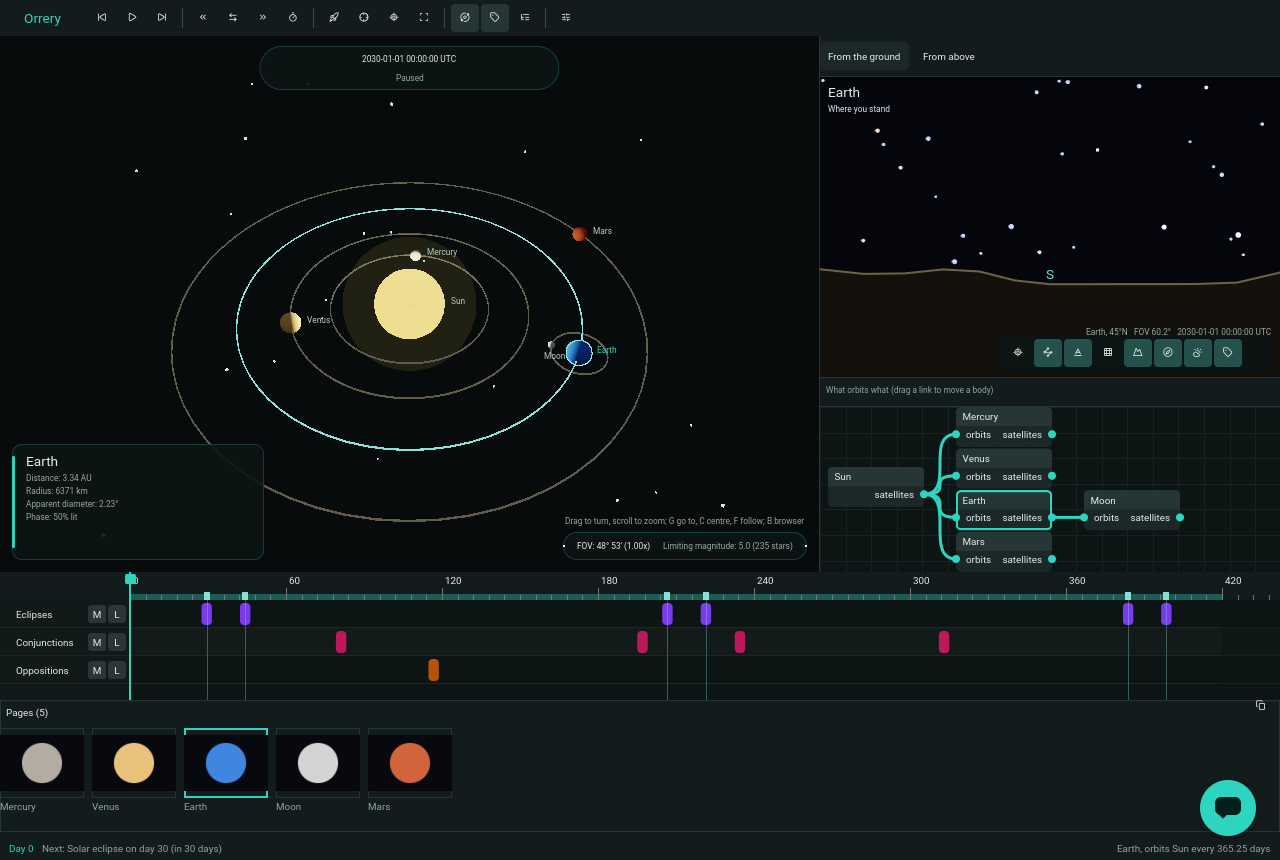 Orrery
2030-01-01 00:00:00 UTC
Paused
Mars
Mercury
Sun
Venus
Moon
Earth
Earth
Distance: 3.34 AU
Radius: 6371 km
Apparent diameter: 2.23°
Phase: 50% lit
Drag to turn, scroll to zoom; G go to, C centre, F follow; B browser
FOV: 48° 53' (1.00x) Limiting magnitude: 5.0 (235 stars)
From the ground From above
Earth
Where you stand
S
Earth, 45°N FOV 60.2° 2030-01-01 00:00:00 UTC
What orbits what (drag a link to move a body)
Sun
satellites
Mercury
orbits satellites
Venus
orbits satellites
Earth
orbits satellites
Moon
orbits satellites
Mars
orbits satellites
60 120 180 240 300 360 420
Eclipses M L
Conjunctions M L
Oppositions M L
Pages (5)
Mercury Venus Earth Moon Mars
Day 0 Next: Solar eclipse on day 30 (in 30 days)
Earth, orbits Sun every 365.25 days